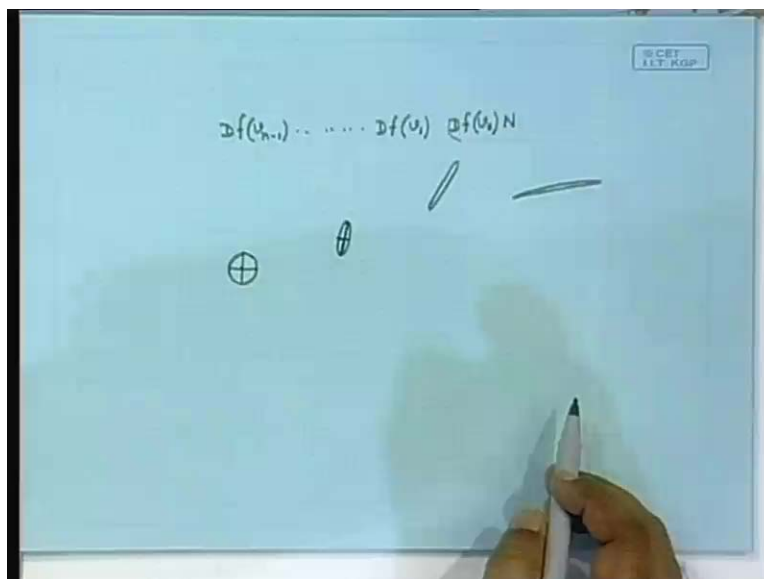 © CET
I.I.T. KGP
Df(v_{n-1}) ...... Df(v_1) Df(v_0) N